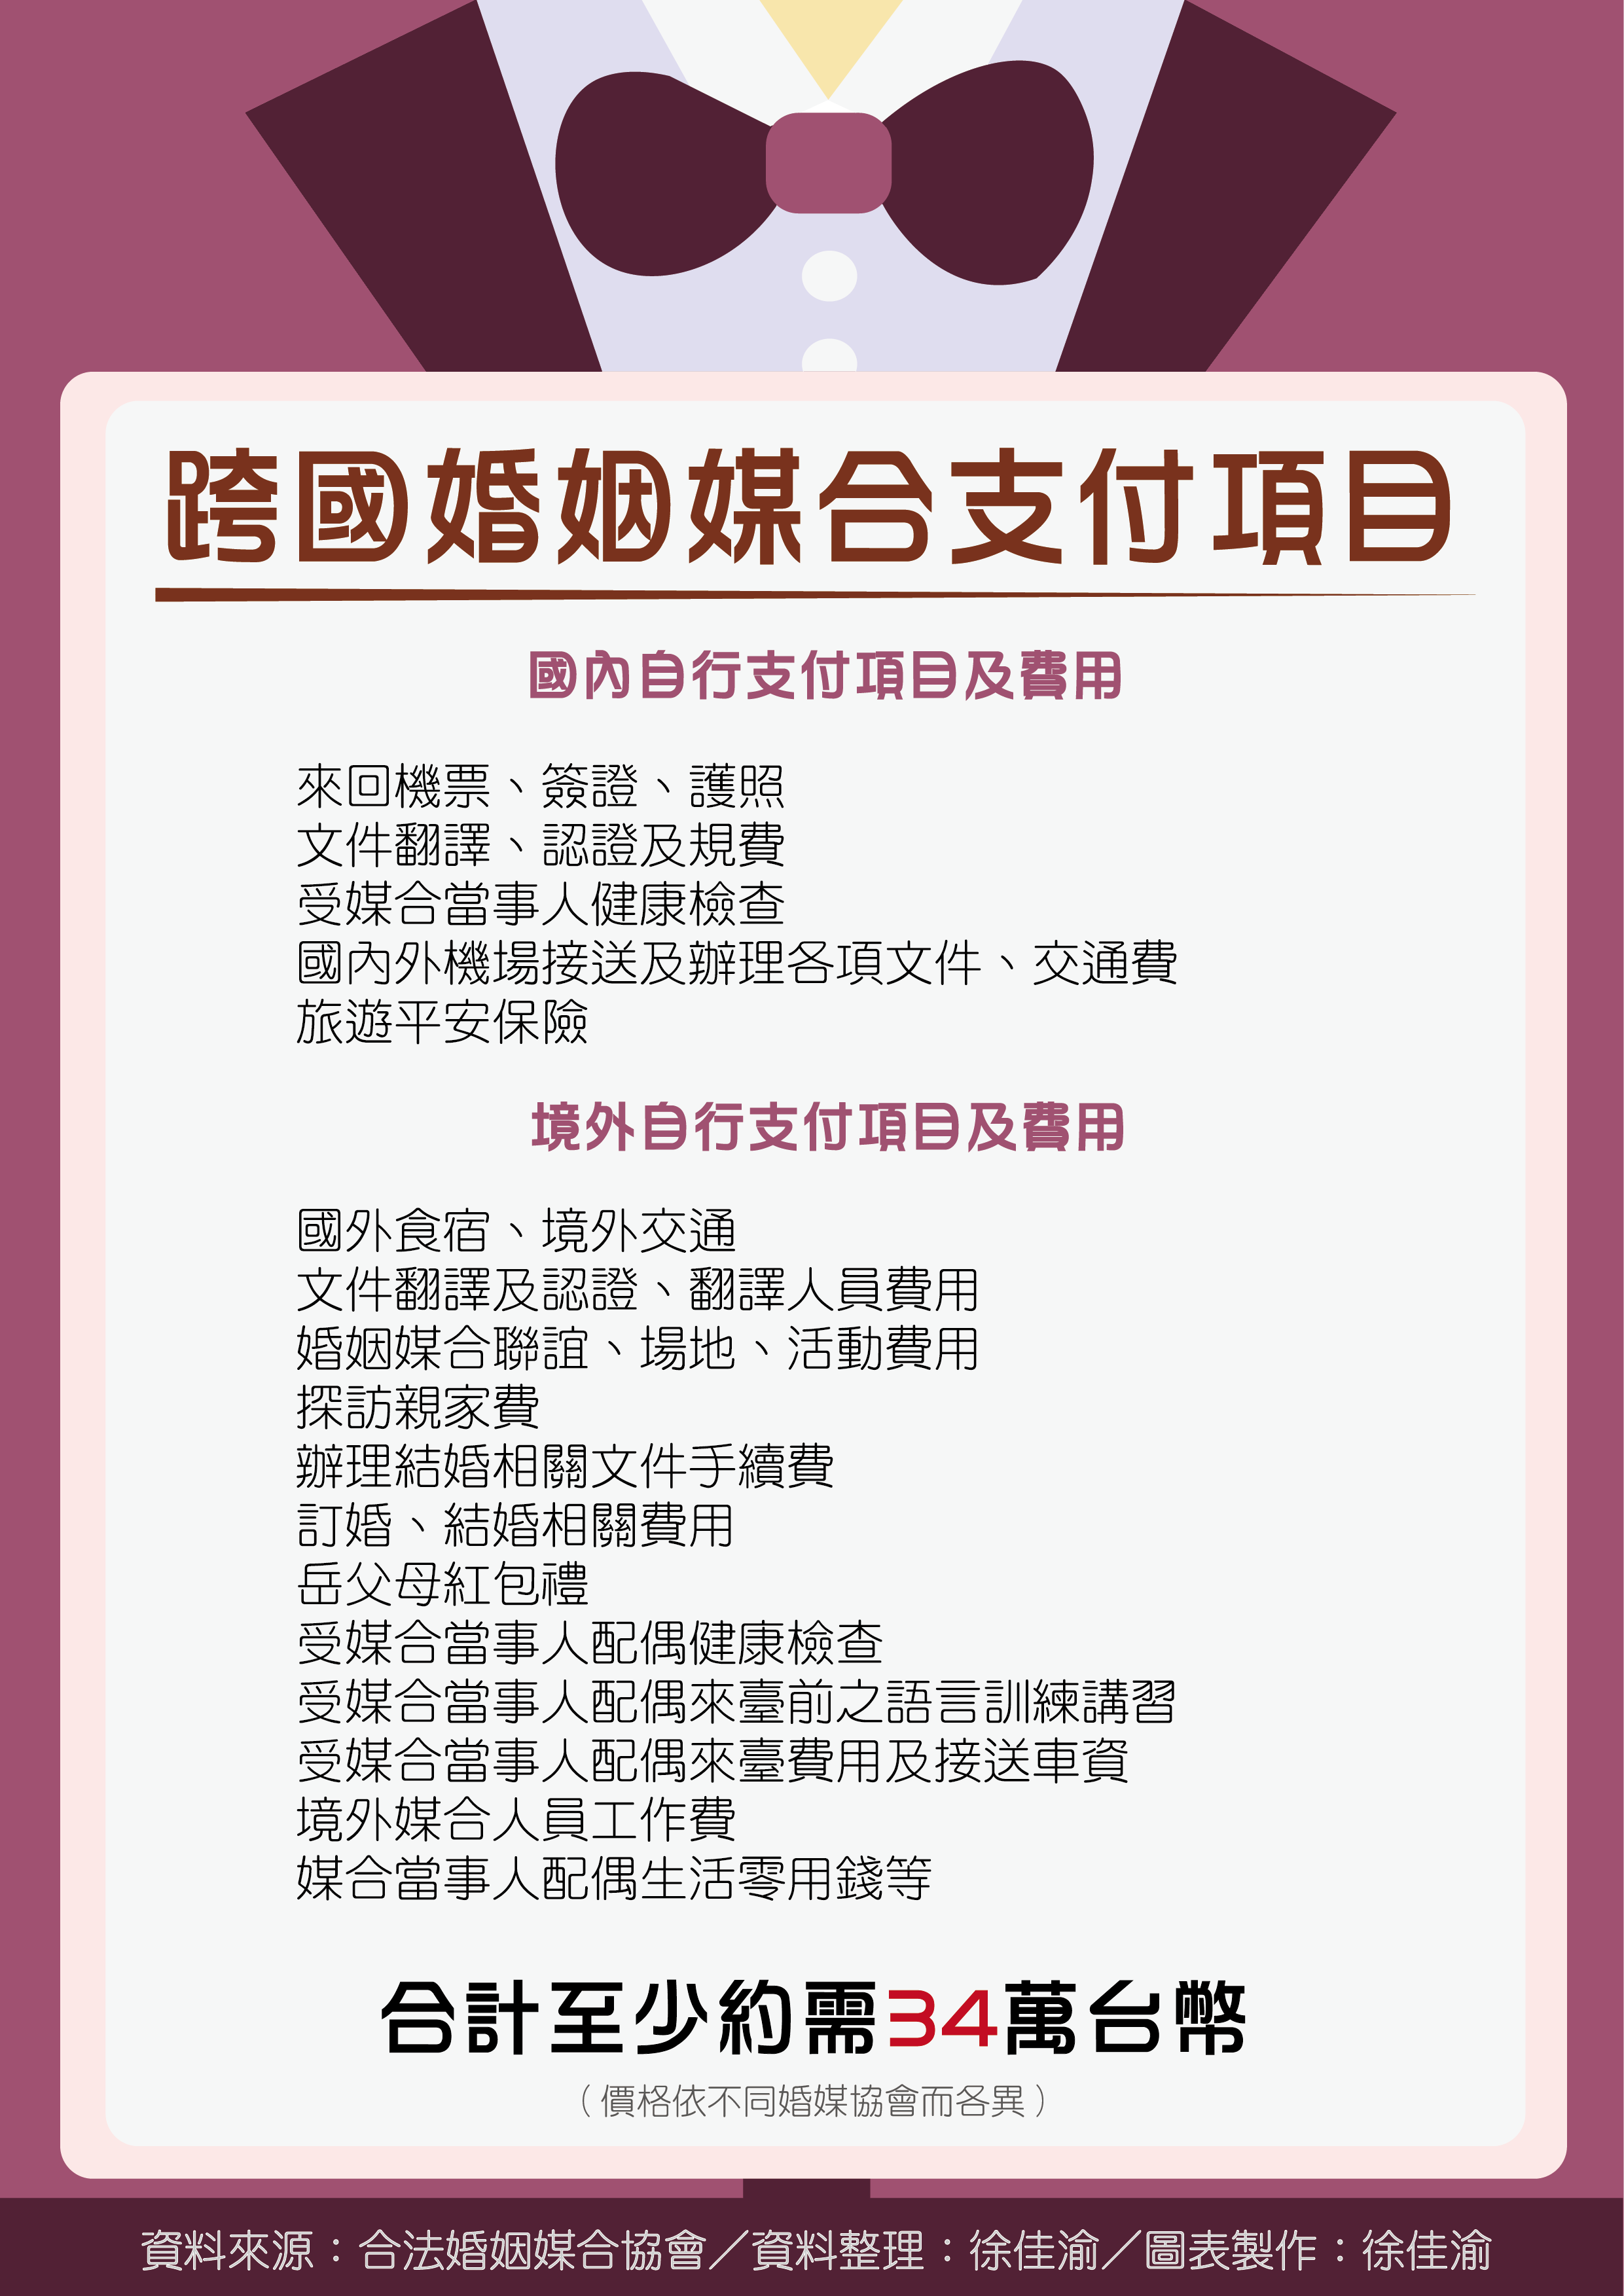 跨國婚姻媒合支付項目
國內自行支付項目及費用
來回機票、簽證、護照
文件翻譯、認證及規費
受媒合當事人健康檢查
國內外機場接送及辦理各項文件、交通費
旅遊平安保險
境外自行支付項目及費用
國外食宿、境外交通
文件翻譯及認證、翻譯人員費用
婚姻媒合聯誼、場地、活動費用
探訪親家費
辦理結婚相關文件手續費
訂婚、結婚相關費用
岳父母紅包禮
受媒合當事人配偶健康檢查
受媒合當事人配偶來臺前之語言訓練講習
受媒合當事人配偶來臺費用及接送車資
境外媒合人員工作費
媒合當事人配偶生活零用錢等
合計至少約需34萬台幣
（價格依不同婚媒協會而各異）
資料來源：合法婚姻媒合協會／資料整理：徐佳渝／圖表製作：徐佳渝